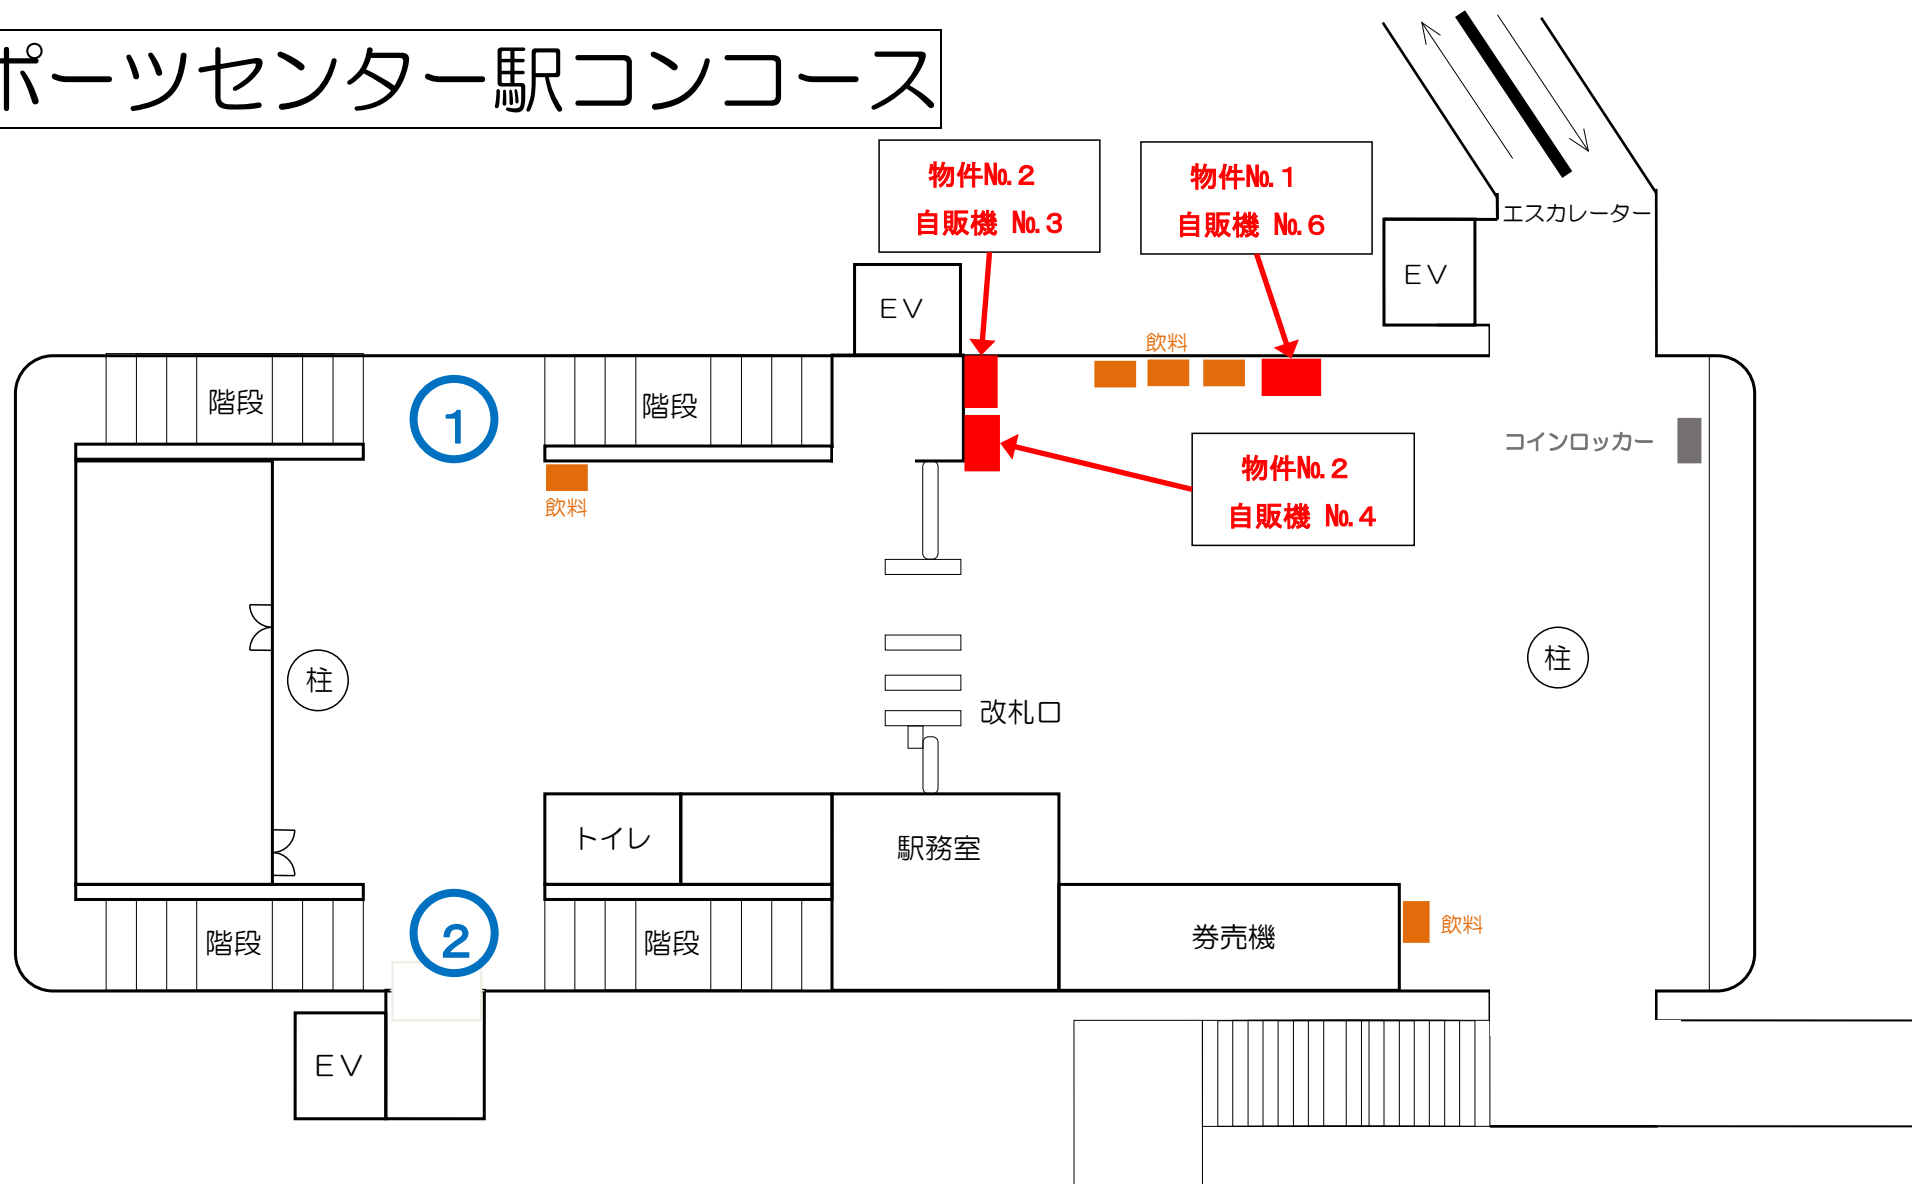 ポーツセンター駅コンコース
物件№.2
自販機 №.3
物件№.1
自販機 №.6
エスカレーター
EV
EV
飲料
階段
1
階段
コインロッカー
物件№.2
自販機 №.4
飲料
柱
柱
改札口
トイレ
駅務室
階段
2
階段
券売機
飲料
EV